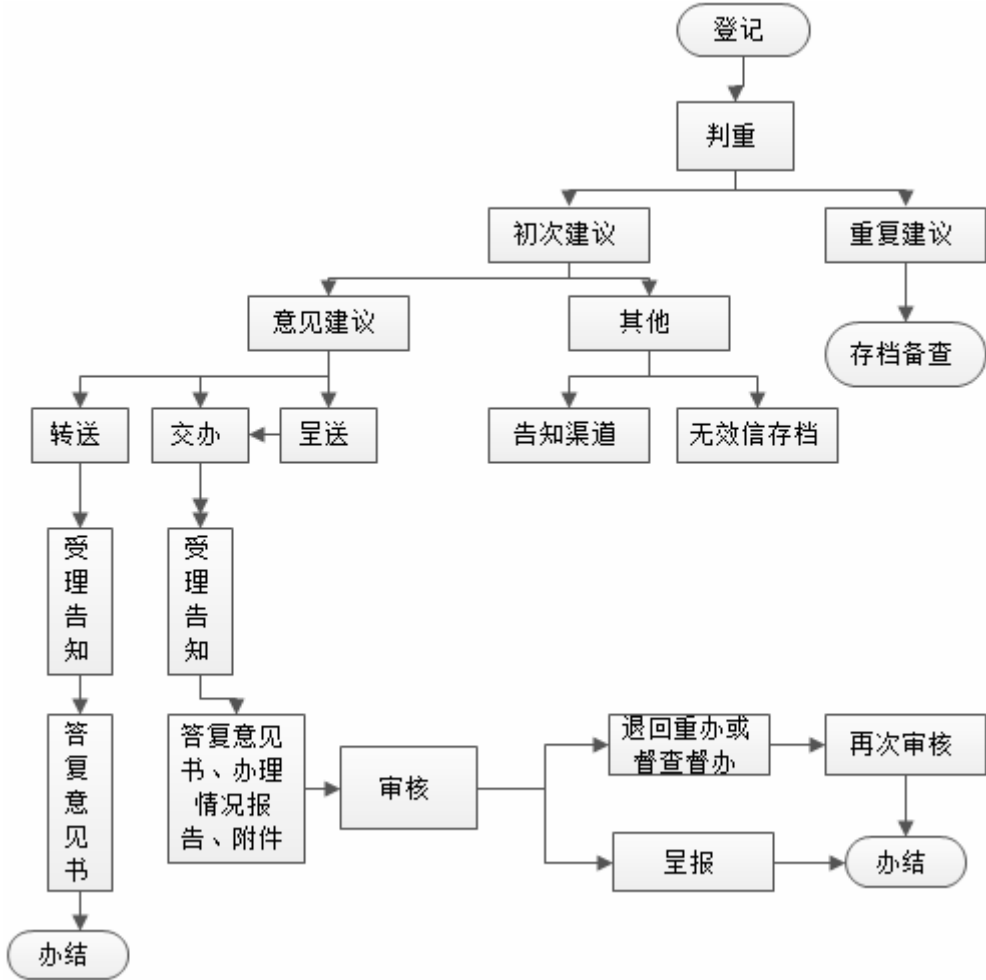 登记
判重
初次建议
重复建议
意见建议
其他
存档备查
转送
交办
呈送
告知渠道
无效信存档
受
理
告
知
受
理
告
知
答
复
意
见
书
答复意见
书、办理
情况报
告、附件
审核
退回重办或
督查督办
再次审核
呈报
办结
办结